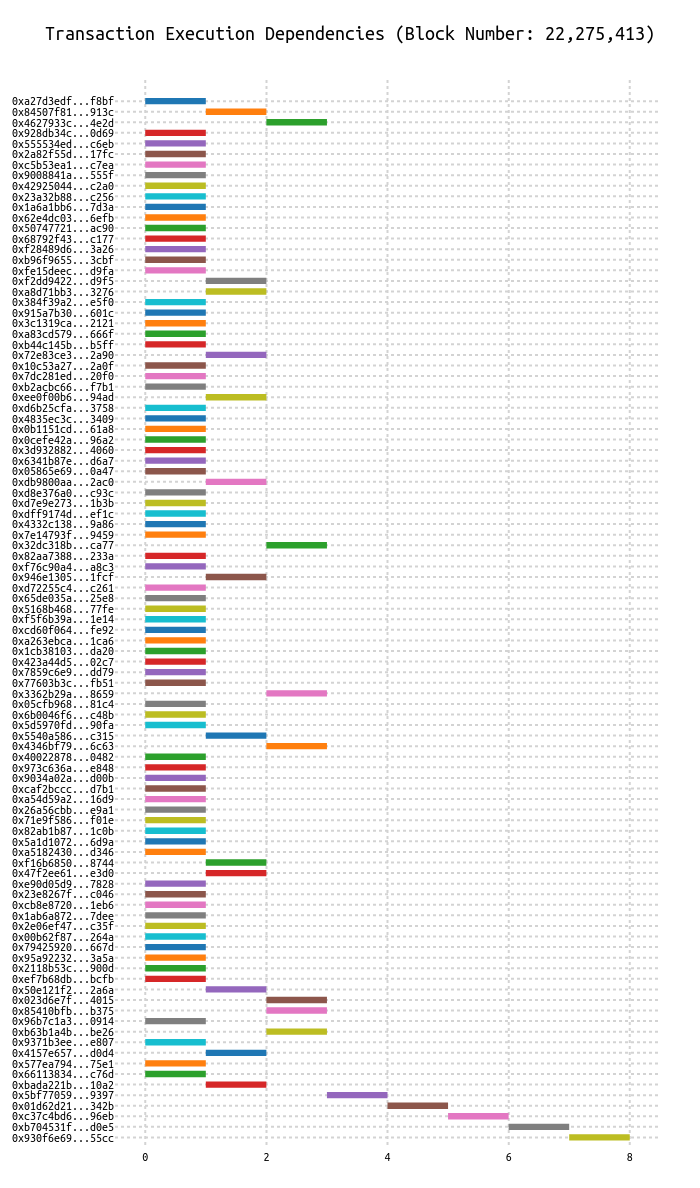 Transaction Execution Dependencies (Block Number: 22,275,413)
0xa27d3edf...f8bf
0x84507f81...913c
0x4627933c...4e2d
0x928db34c...0d69
0x555534ed...c6eb
0x2a82f55d...17fc
0xc5b53ea1...c7ea
0x9008841a...555f
0x42925044...c2a0
0x23a32b88...c256
0x1a6a1bb6...7d3a
0x62e4dc03...6efb
0x50747721...ac90
0x68792f43...c177
0xf28489d6...3a26
0xb96f9655...3cbf
0xfe15deec...d9fa
0xf2dd9422...d9f5
0xa8d71bb3...3276
0x384f39a2...e5f0
0x915a7b30...601c
0x3c1319ca...2121
0xa83cd579...666f
0xb44c145b...b5ff
0x72e83ce3...2a90
0x10c53a27...2a0f
0x7dc281ed...20f0
0xb2acbc66...f7b1
0xee0f00b6...94ad
0xd6b25cfa...3758
0x4835ec3c...3409
0x0b1151cd...61a8
0x0cefe42a...96a2
0x3d932882...4060
0x6341b87e...d6a7
0x05865e69...0a47
0xdb9800aa...2ac0
0xd8e376a0...c93c
0xd7e9e273...1b3b
0xdff9174d...ef1c
0x4332c138...9a86
0x7e14793f...9459
0x32dc318b...ca77
0x82aa7388...233a
0xf76c90a4...a8c3
0x946e1305...1fcf
0xd72255c4...c261
0x65de035a...25e8
0x5168b468...77fe
0xf5f6b39a...1e14
0xcd60f064...fe92
0xa263ebca...1ca6
0x1cb38103...da20
0x423a44d5...02c7
0x7859c6e9...dd79
0x77603b3c...fb51
0x3362b29a...8659
0x05cfb968...81c4
0x6b0046f6...c48b
0x5d5970fd...90fa
0x5540a586...c315
0x4346bf79...6c63
0x40022878...0482
0x973c636a...e848
0x9034a02a...d00b
0xcaf2bccc...d7b1
0xa54d59a2...16d9
0x26a56cbb...e9a1
0x71e9f586...f01e
0x82ab1b87...1c0b
0x5a1d1072...6d9a
0xa5182430...d346
0xf16b6850...8744
0x47f2ee61...e3d0
0xe90d05d9...7828
0x23e8267f...c046
0xcb8e8720...1eb6
0x1ab6a872...7dee
0x2e06ef47...c35f
0x00b62f87...264a
0x79425920...667d
0x95a92232...3a5a
0x2118b53c...900d
0xef7b68db...bcfb
0x50e121f2...2a6a
0x023d6e7f...4015
0x85410bfb...b375
0x96b7c1a3...0914
0xb63b1a4b...be26
0x9371b3ee...e807
0x4157e657...d0d4
0x577ea794...75e1
0x66113834...c76d
0xbada221b...10a2
0x5bf77059...9397
0x01d62d21...342b
0xc37c4bd6...96eb
0xb704531f...d0e5
0x930f6e69...55cc
0 2 4 6 8